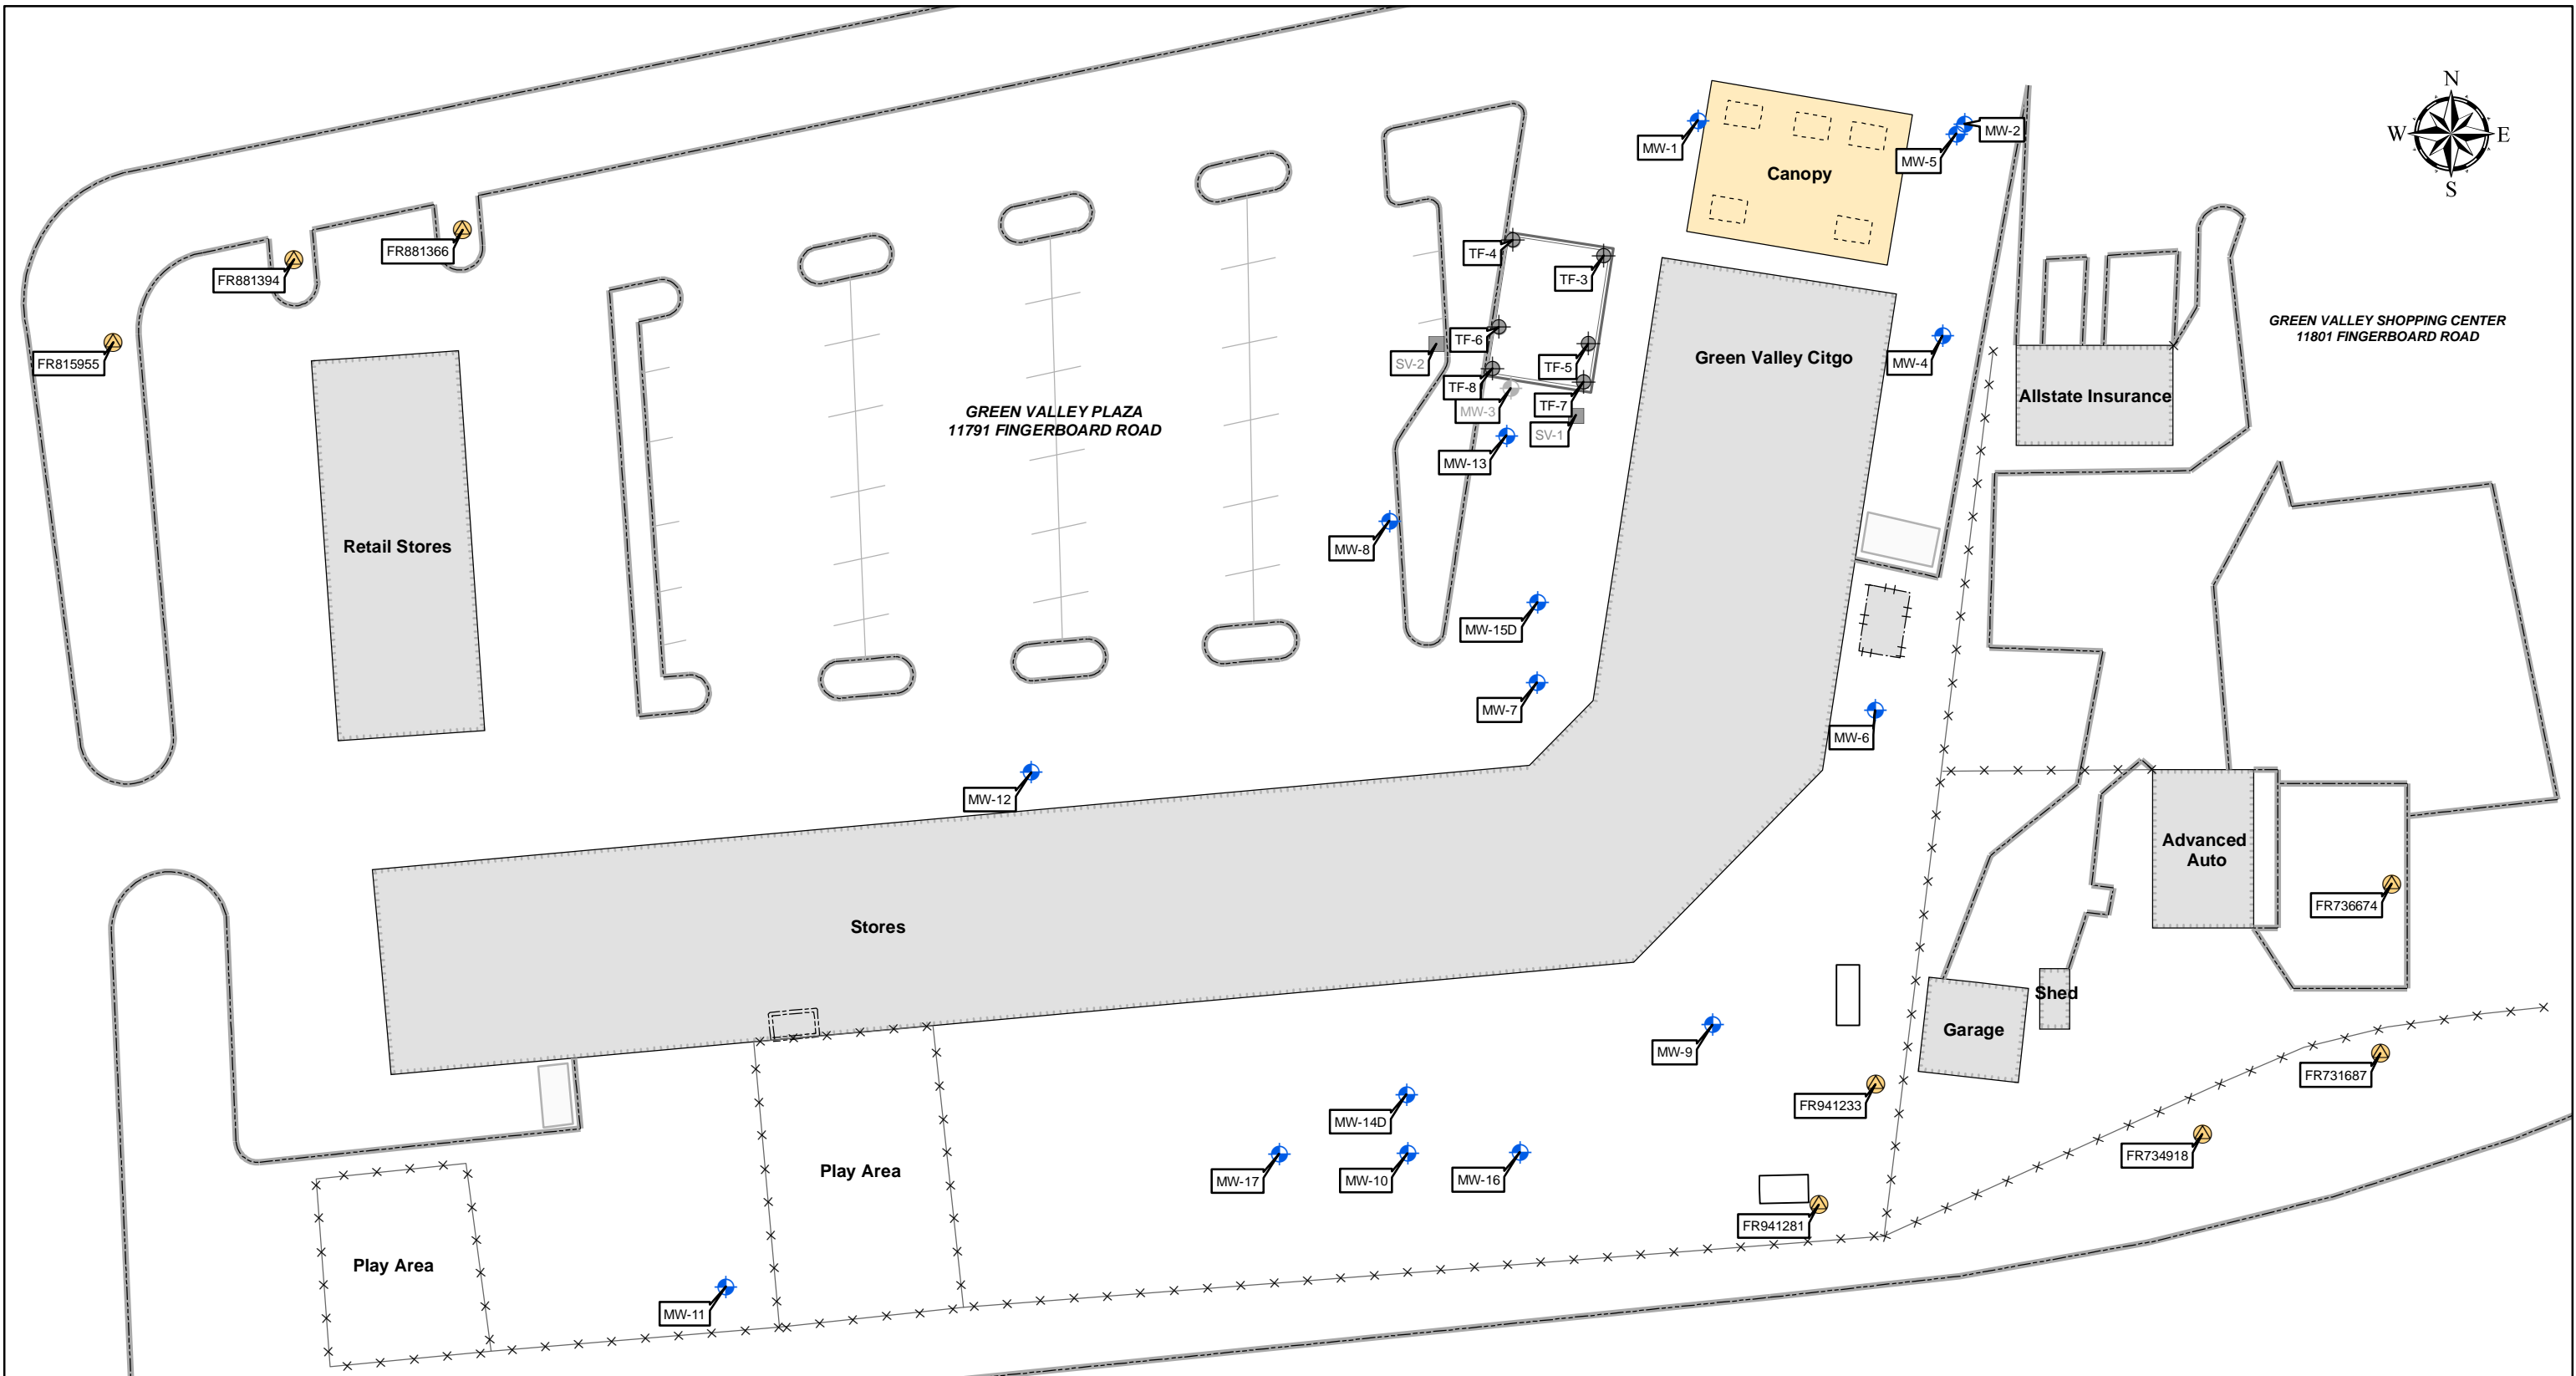 N
W
E
S
MW-1
MW-2
MW-5
Canopy
FR881366
FR881394
FR815955
TF-4
TF-3
TF-6
TF-5
SV-2
TF-8
TF-7
MW-3
SV-1
MW-13
Green Valley Citgo
MW-4
GREEN VALLEY SHOPPING CENTER
11801 FINGERBOARD ROAD
Allstate Insurance
GREEN VALLEY PLAZA
11791 FINGERBOARD ROAD
Retail Stores
MW-8
MW-15D
MW-7
MW-6
MW-12
Advanced
Auto
FR736674
Stores
Shed
Garage
MW-9
FR731687
FR941233
MW-14D
FR734918
MW-17
MW-10
MW-16
Play Area
FR941281
Play Area
MW-11